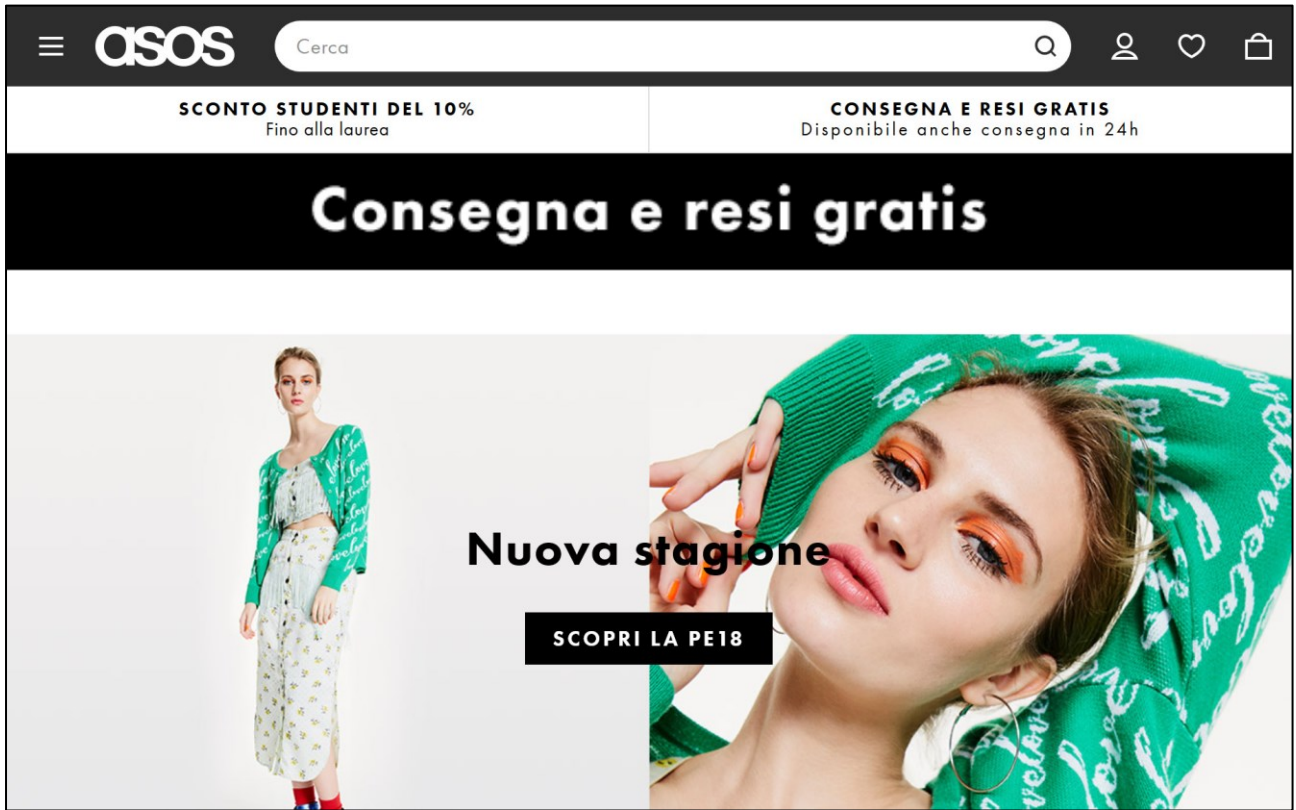 asos
Cerca
SCONTO STUDENTI DEL 10%
Fino alla laurea
CONSEGNA E RESI GRATIS
Disponibile anche consegna in 24h
Consegna e resi gratis
Nuova stagione
SCOPRI LA PE18